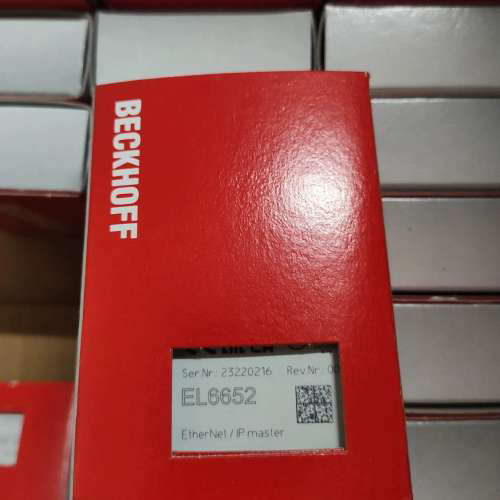 BECKHOFF
Ser.Nr.: 23220216 Rev.Nr.: 00
EL6652
EtherNet / IP master